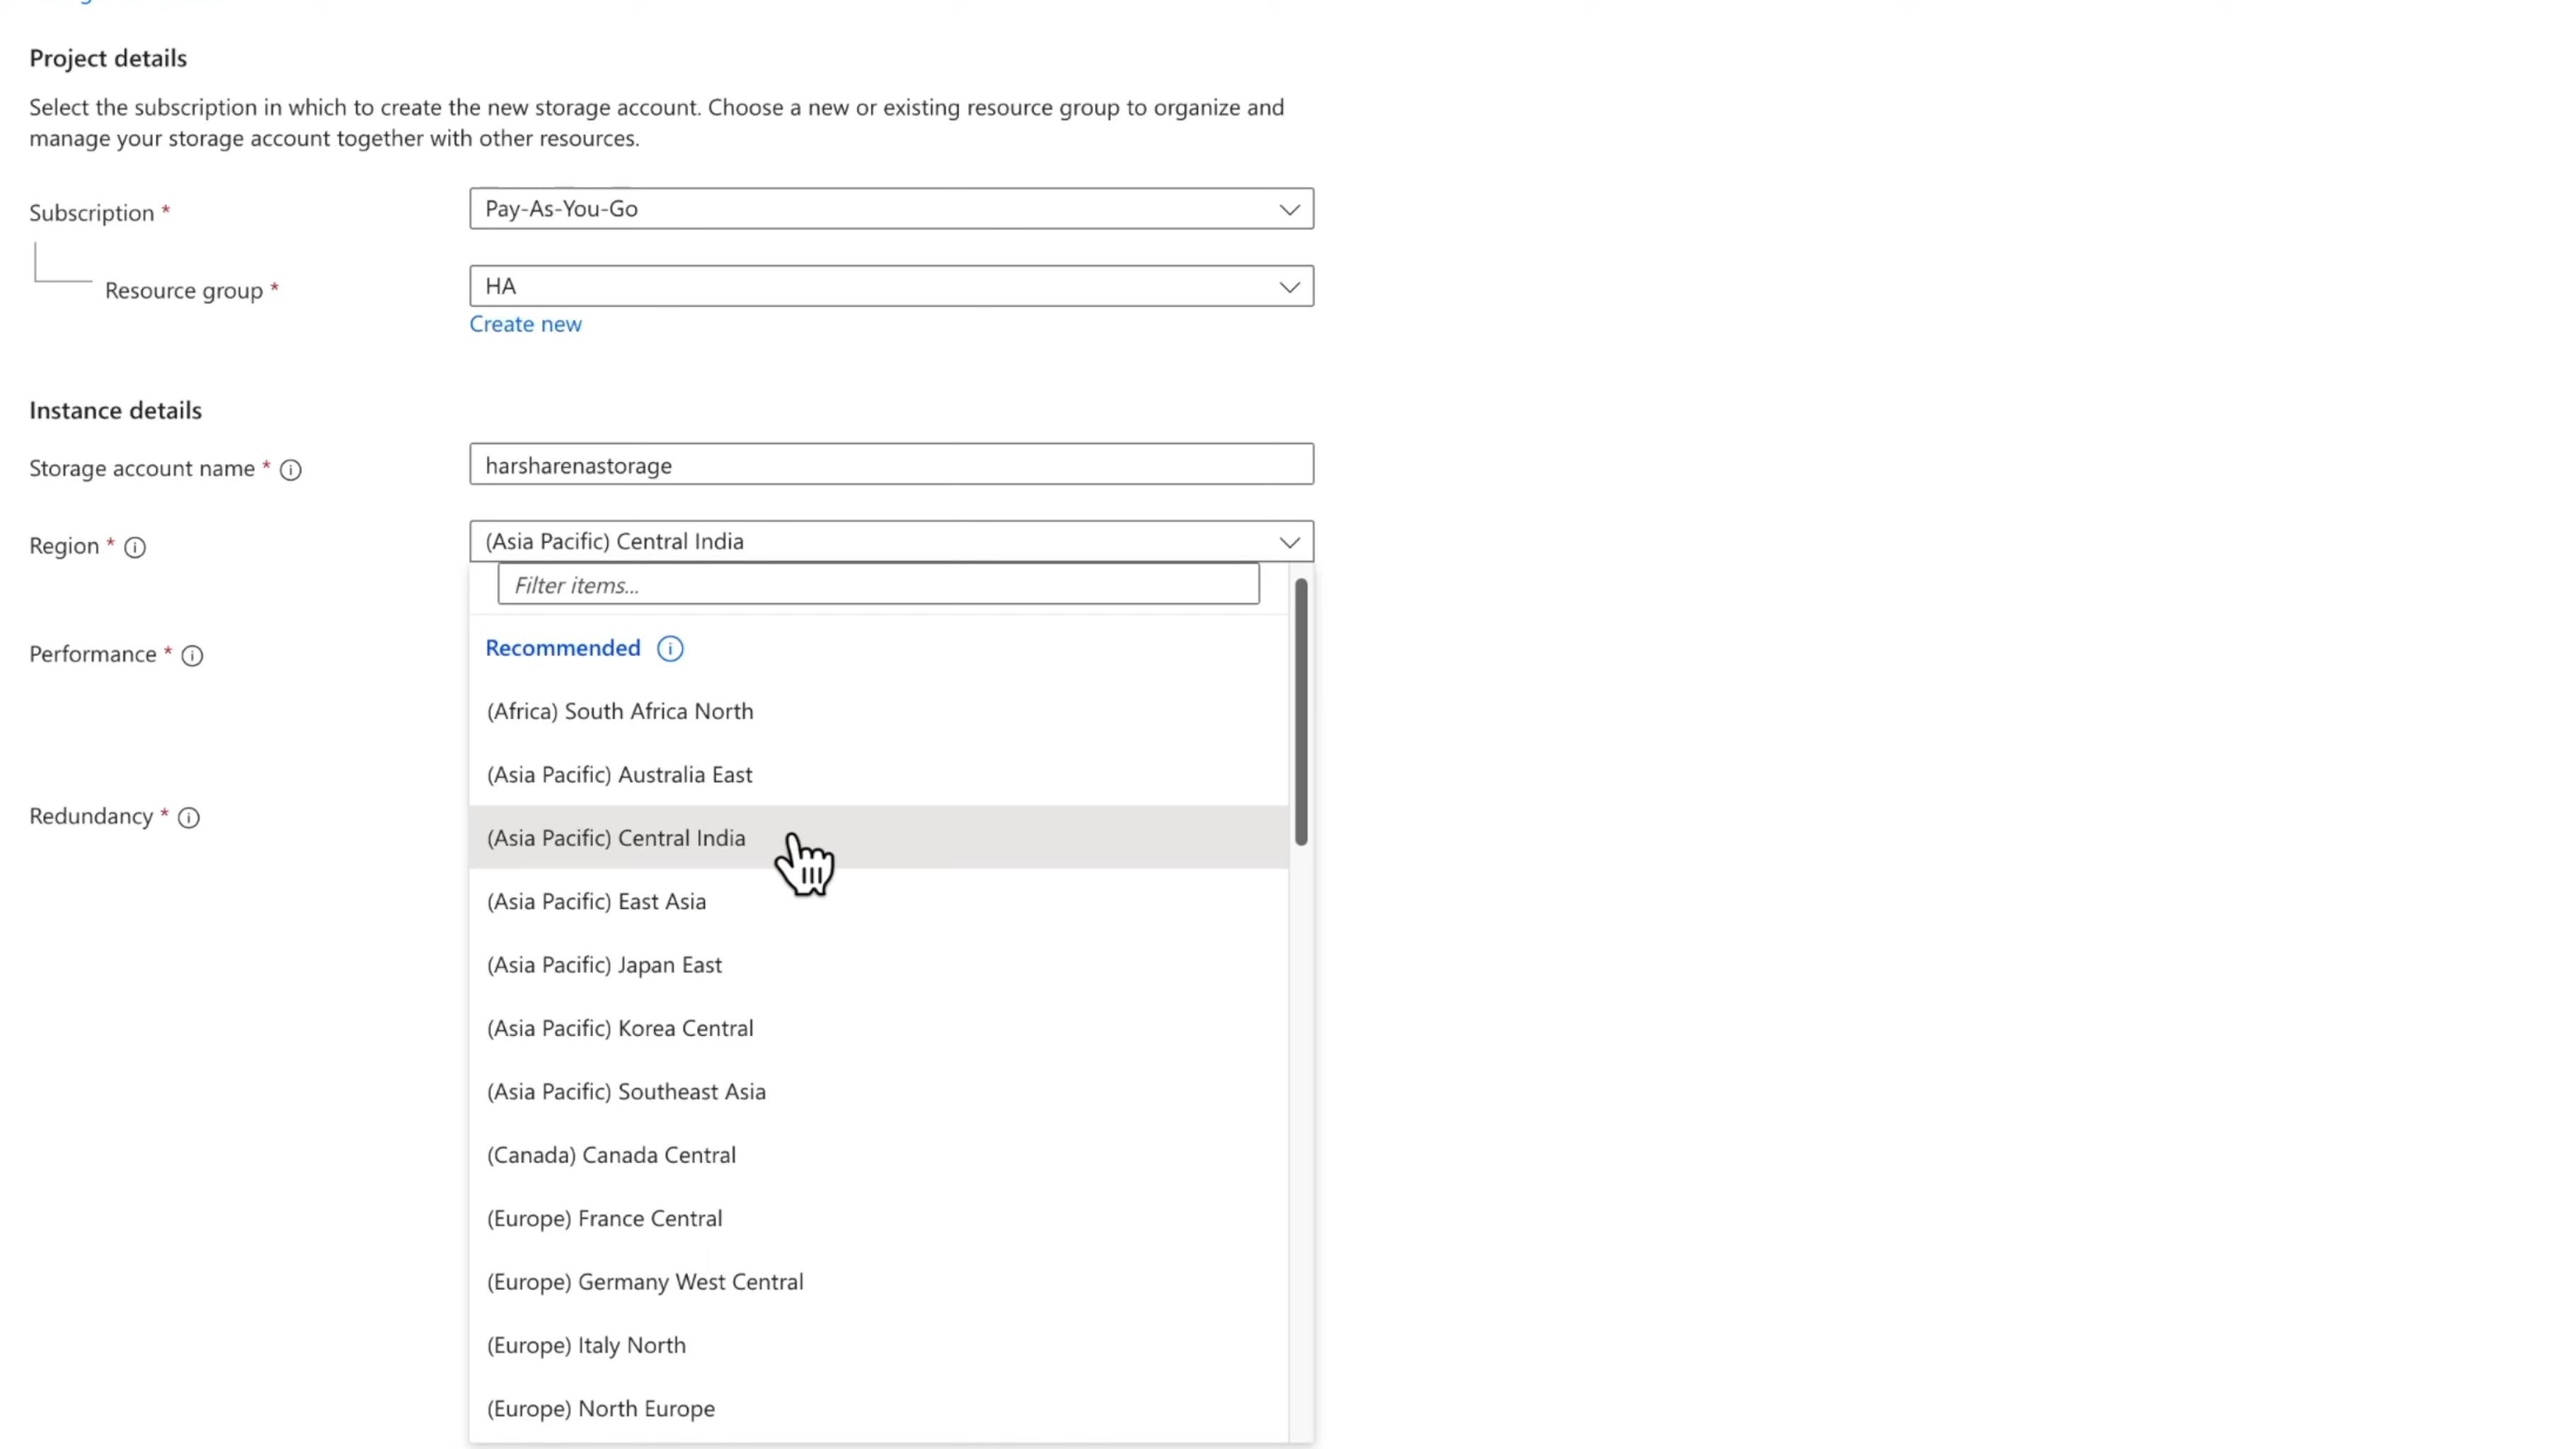 Project details
Select the subscription in which to create the new storage account. Choose a new or existing resource group to organize and
manage your storage account together with other resources.
Subscription *
Pay-As-You-Go
Resource group *
HA
Create new
Instance details
Storage account name *
harsharenastorage
Region *
(Asia Pacific) Central India
Filter items...
Recommended
Performance *
(Africa) South Africa North
(Asia Pacific) Australia East
Redundancy *
(Asia Pacific) Central India
(Asia Pacific) East Asia
(Asia Pacific) Japan East
(Asia Pacific) Korea Central
(Asia Pacific) Southeast Asia
(Canada) Canada Central
(Europe) France Central
(Europe) Germany West Central
(Europe) Italy North
(Europe) North Europe